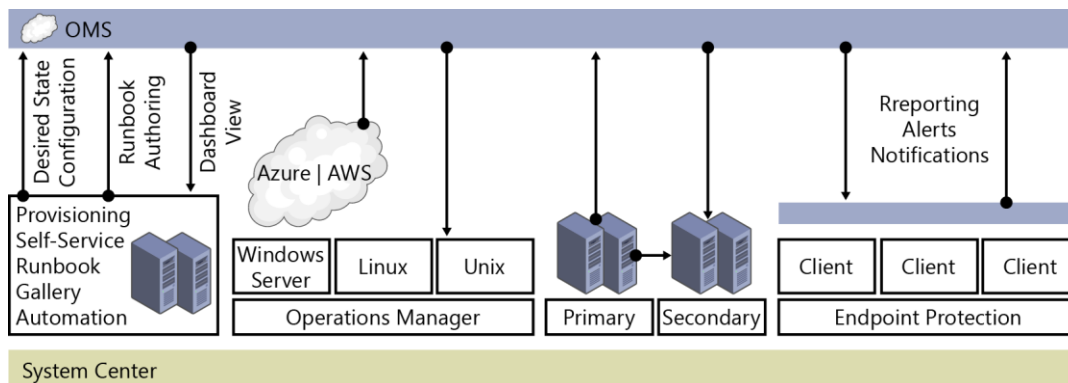 OMS
Desired State
Configuration
Runbook
Authoring
Dashboard
View
Azure | AWS
Rreporting
Alerts
Notifications
Provisioning
Self-Service
Runbook
Gallery
Automation
Windows
Server
Linux
Unix
Client
Client
Client
Operations Manager
Primary
Secondary
Endpoint Protection
System Center